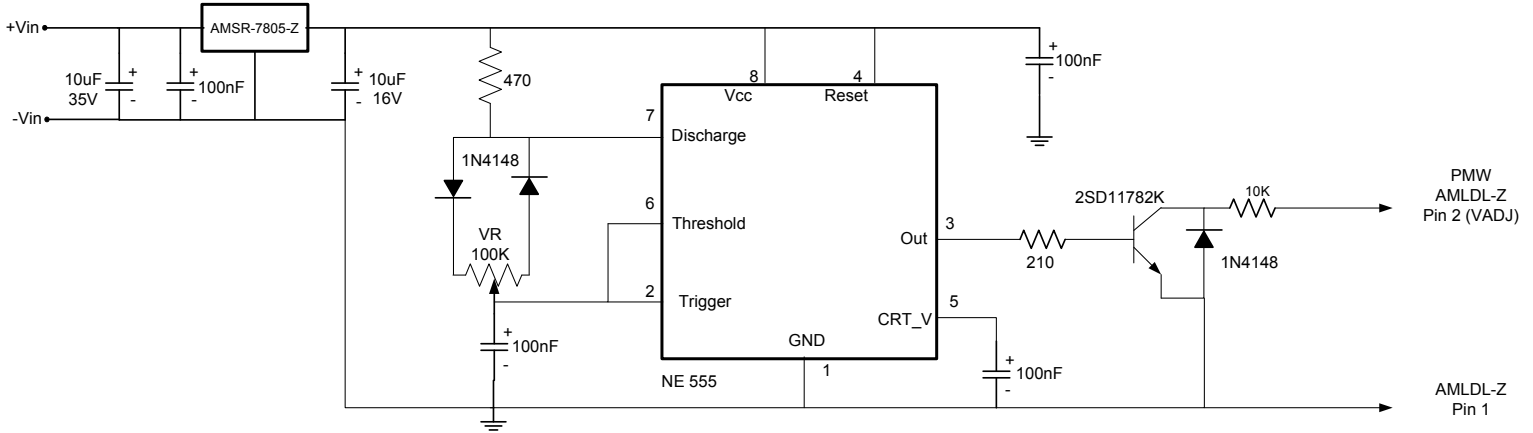 +Vin
AMSR-7805-Z
10uF
35V
+
-
+
100nF
-
+
10uF
16V
-
-Vin
470
+
100nF
-
8
Vcc
4
Reset
7
Discharge
1N4148
6
Threshold
VR
100K
2
Trigger
+
100nF
-
Out
3
210
CRT_V
5
GND
1
NE 555
+
100nF
-
2SD11782K
10K
1N4148
PMW
AMLDL-Z
Pin 2 (VADJ)
AMLDL-Z
Pin 1